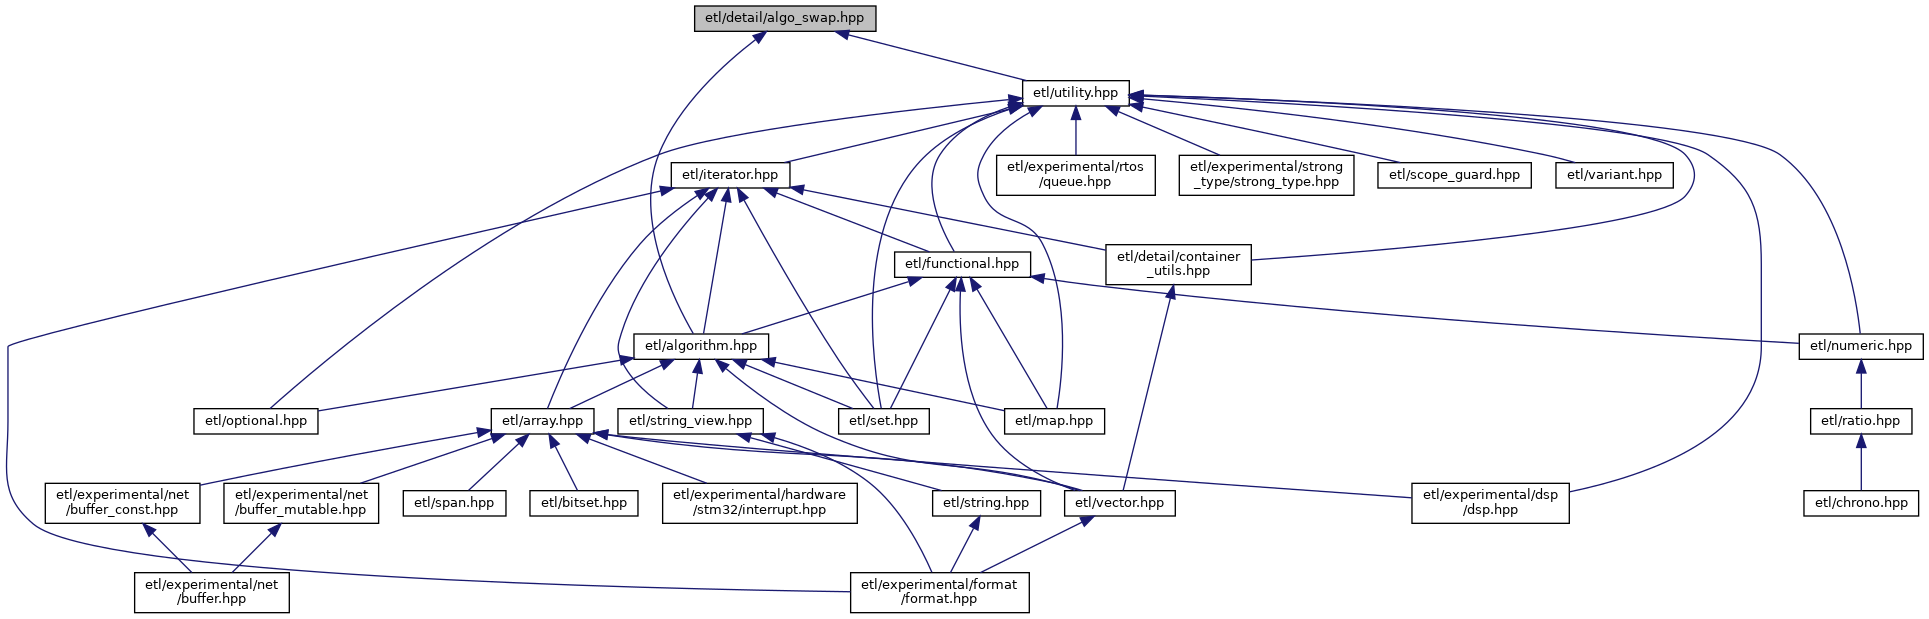 etl/detail/algo_swap.hpp
etl/utility.hpp
etl/iterator.hpp
etl/experimental/rtos
/queue.hpp
etl/experimental/strong
_type/strong_type.hpp
etl/scope_guard.hpp
etl/variant.hpp
etl/functional.hpp
etl/detail/container
_utils.hpp
etl/algorithm.hpp
etl/numeric.hpp
etl/optional.hpp
etl/array.hpp
etl/string_view.hpp
etl/set.hpp
etl/map.hpp
etl/ratio.hpp
etl/experimental/net
/buffer_const.hpp
etl/experimental/net
/buffer_mutable.hpp
etl/span.hpp
etl/bitset.hpp
etl/experimental/hardware
/stm32/interrupt.hpp
etl/string.hpp
etl/vector.hpp
etl/experimental/dsp
/dsp.hpp
etl/chrono.hpp
etl/experimental/net
/buffer.hpp
etl/experimental/format
/format.hpp